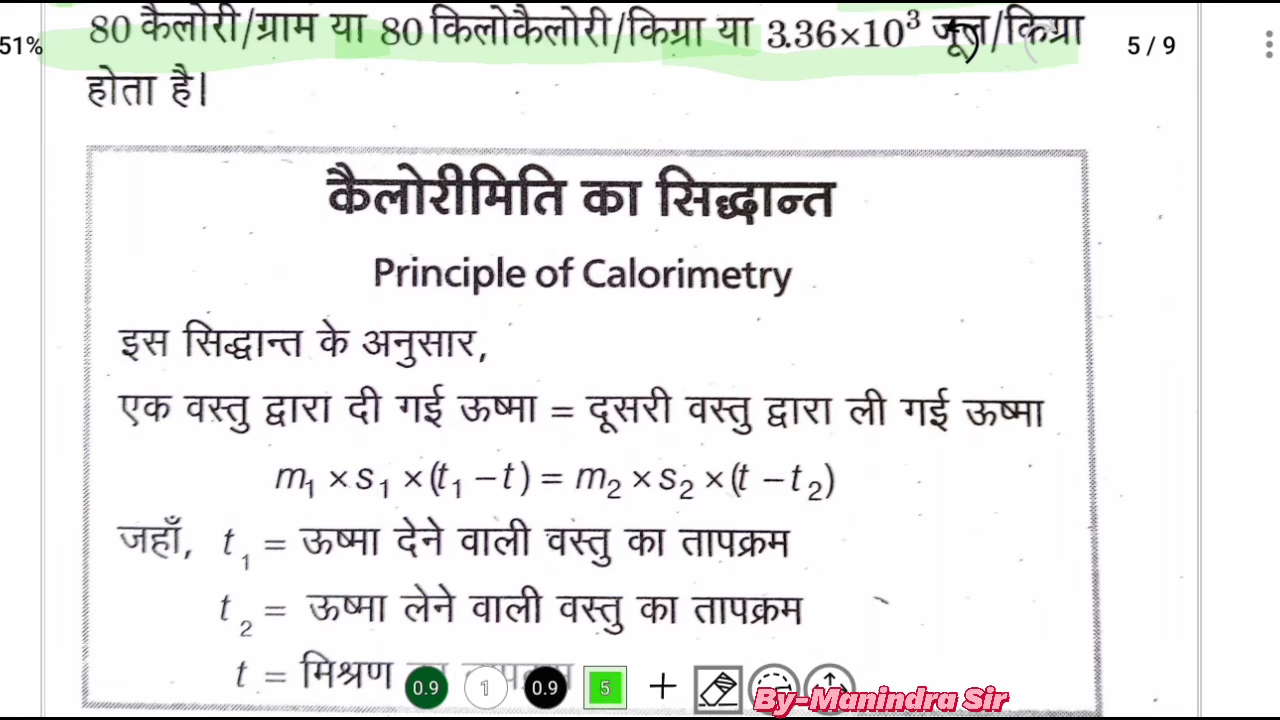 80 कैलोरी/ग्राम या 80 किलोकैलोरी/किग्रा या 3.36×10³ जूल/किग्रा
51%
5 / 9
होता है।
कैलोरीमिति का सिद्धान्त
Principle of Calorimetry
इस सिद्धान्त के अनुसार,
एक वस्तु द्वारा दी गई ऊष्मा = दूसरी वस्तु द्वारा ली गई ऊष्मा
m₁ × s₁ × (t₁ − t) = m₂ × s₂ × (t − t₂)
जहाँ, t₁ = ऊष्मा देने वाली वस्तु का तापक्रम
t₂ = ऊष्मा लेने वाली वस्तु का तापक्रम
t = मिश्रण
0.9 1 0.9 5 +
By-Manindra Sir